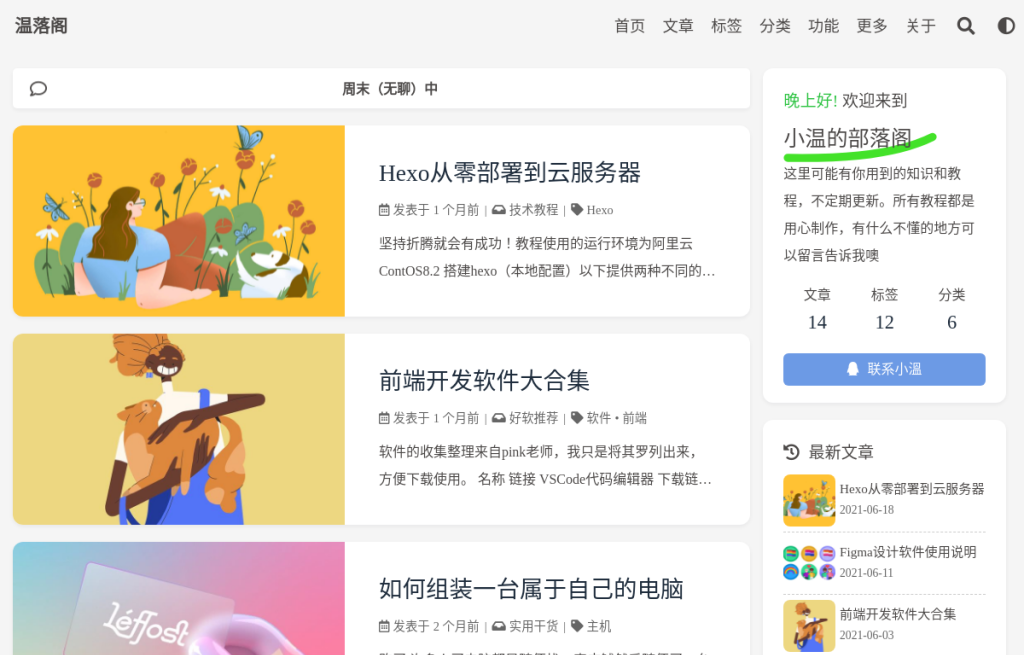 温落阁
首页 文章 标签 分类 功能 更多 关于
周末（无聊）中
Hexo从零部署到云服务器
发表于 1 个月前 | 技术教程 | Hexo
坚持折腾就会有成功！教程使用的运行环境为阿里云
ContOS8.2 搭建hexo（本地配置）以下提供两种不同的…
前端开发软件大合集
发表于 1 个月前 | 好软推荐 | 软件 • 前端
软件的收集整理来自pink老师，我只是将其罗列出来，
方便下载使用。 名称 链接 VSCode代码编辑器 下载链…
Léffost
如何组装一台属于自己的电脑
发表于 2 个月前 | 实用干货 | 主机
晚上好! 欢迎来到
小温的部落阁
这里可能有你用到的知识和教
程，不定期更新。所有教程都是
用心制作，有什么不懂的地方可
以留言告诉我噢
文章 标签 分类
14 12 6
联系小溫
最新文章
Hexo从零部署到云服务器
2021-06-18
Figma设计软件使用说明
2021-06-11
前端开发软件大合集
2021-06-03